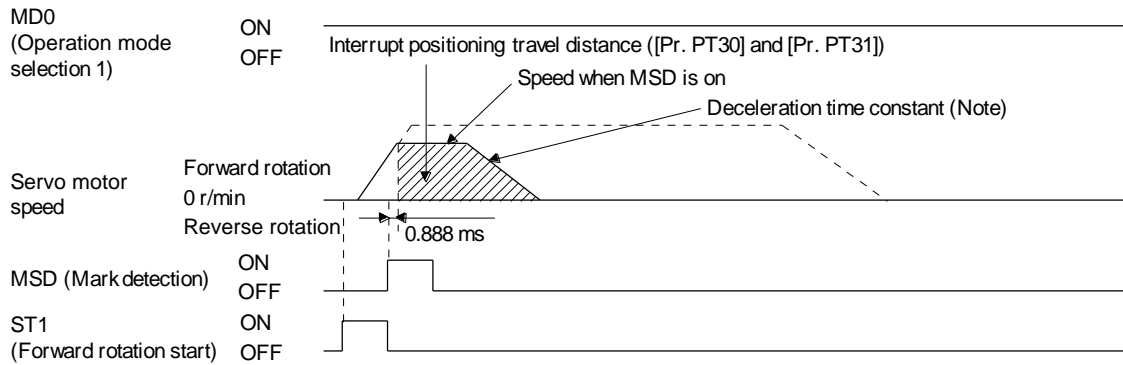 MD0
(Operation mode
selection 1)
ON
OFF
Interrupt positioning travel distance ([Pr. PT30] and [Pr. PT31])
Speed when MSD is on
Deceleration time constant (Note)
Servo motor
speed
Forward rotation
0 r/min
Reverse rotation
0.888 ms
MSD (Mark detection)
ON
OFF
ST1
(Forward rotation start)
ON
OFF